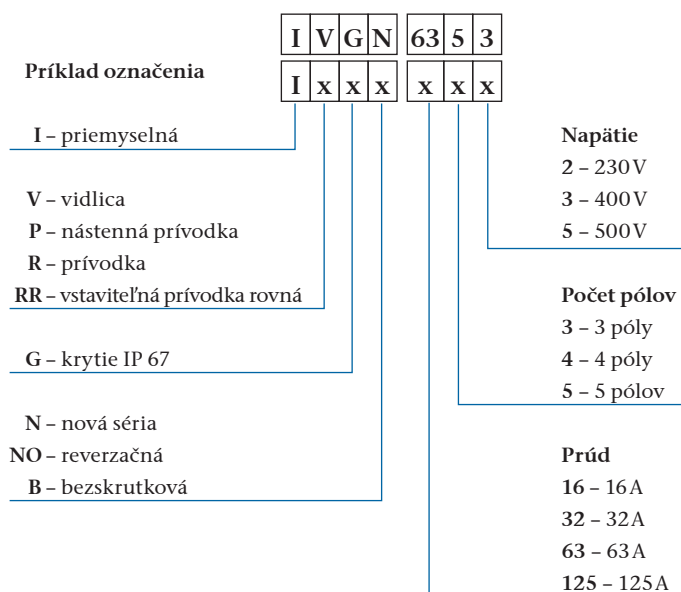 I V G N 63 5 3
Príklad označenia
I x x x x x x
I – priemyselná
V – vidlica
P – nástenná prívodka
R – prívodka
RR – vstaviteľná prívodka rovná
G – krytie IP 67
N – nová séria
NO – reverzačná
B – bezskrutková
Napätie
2 – 230 V
3 – 400 V
5 – 500 V
Počet pólov
3 – 3 póly
4 – 4 póly
5 – 5 pólov
Prúd
16 – 16 A
32 – 32 A
63 – 63 A
125 – 125 A